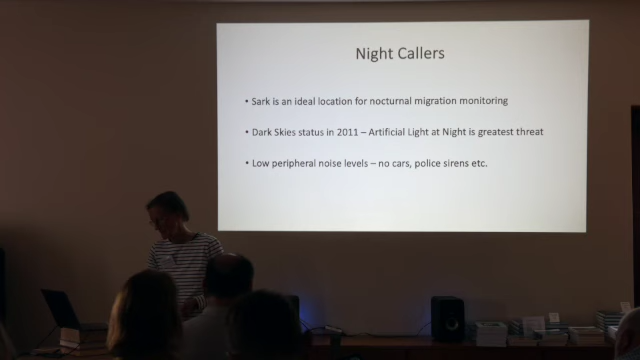 Night Callers
• Sark is an ideal location for nocturnal migration monitoring
• Dark Skies status in 2011 – Artificial Light at Night is greatest threat
• Low peripheral noise levels – no cars, police sirens etc.